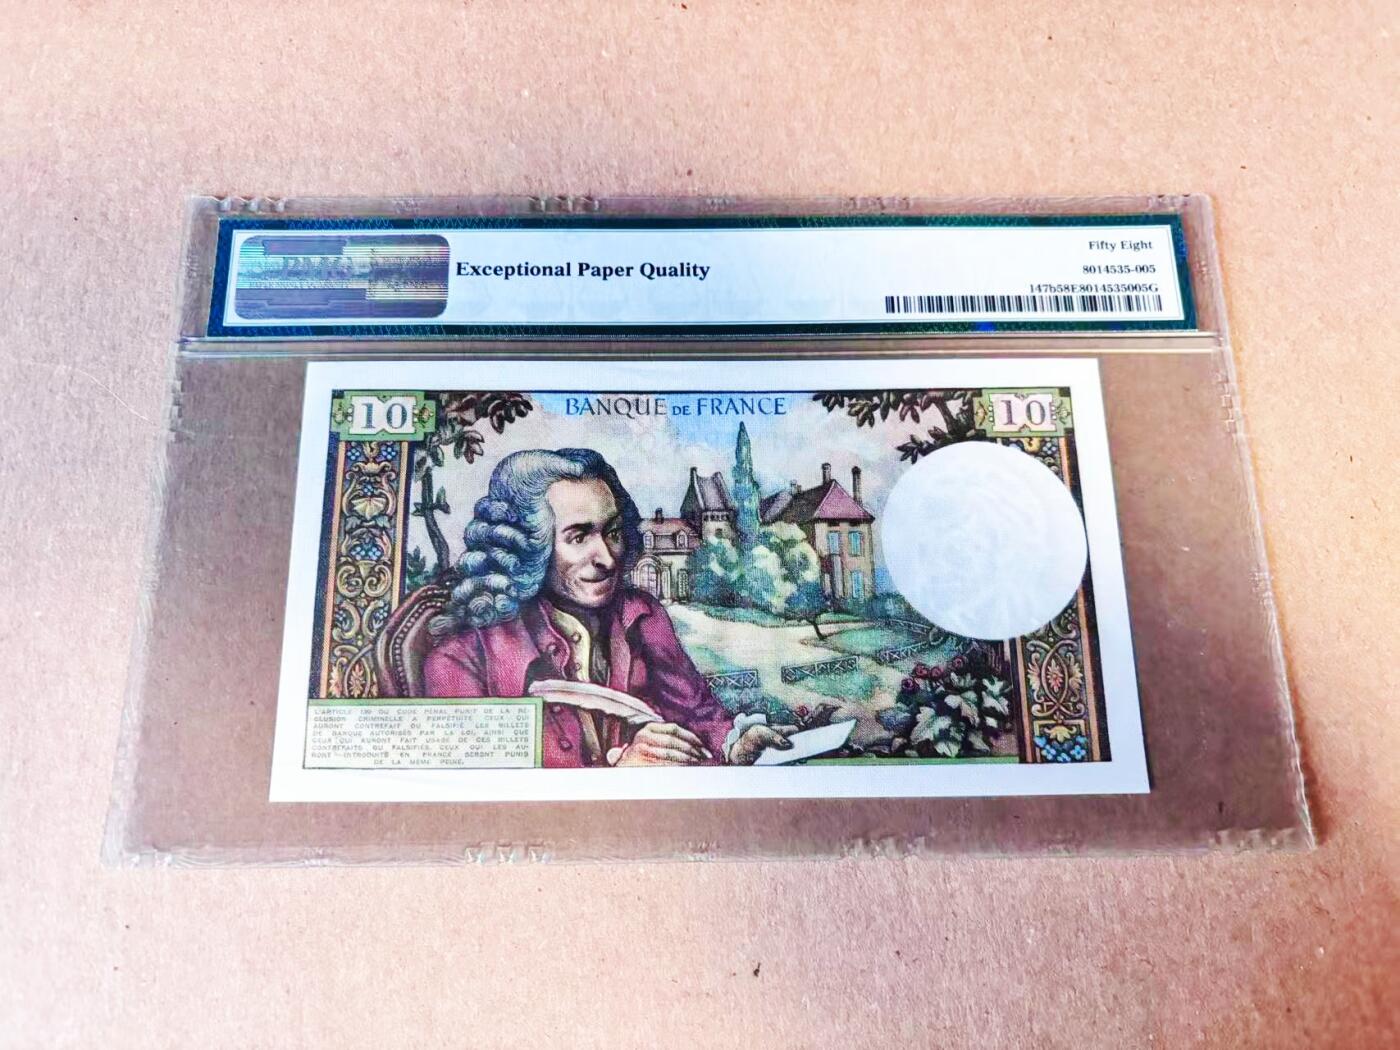 Exceptional Paper Quality
Fifty Eight
8014535-005
147b58E8014535005G
10
BANQUE DE FRANCE
10
L'ARTICLE 139 DU CODE PÉNAL PUNIT DE LA RÉ-
CLUSION CRIMINELLE A PERPÉTUITÉ CEUX QUI
AURONT CONTREFAIT OU FALSIFIÉ LES BILLETS
DE BANQUE AUTORISÉS PAR LA LOI, AINSI QUE
CEUX QUI AURONT FAIT USAGE DE CES BILLETS
CONTREFAITS OU FALSIFIÉS. CEUX QUI LES AU-
RONT INTRODUITS EN FRANCE SERONT PUNIS
DE LA MÊME PEINE.